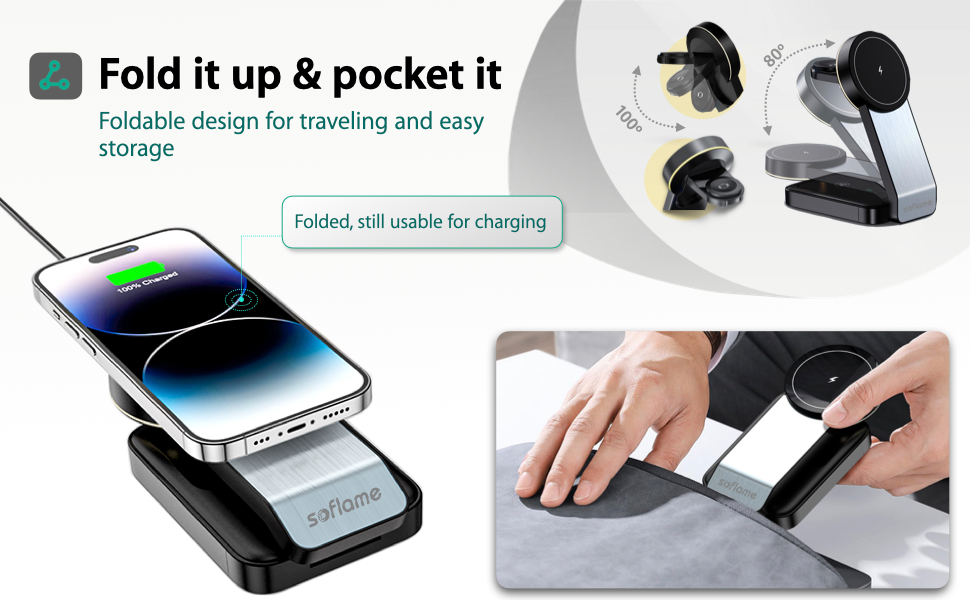 Fold it up & pocket it
Foldable design for traveling and easy
storage
Folded, still usable for charging
100% Charged
soflame
100°
80°
soflame
soflame